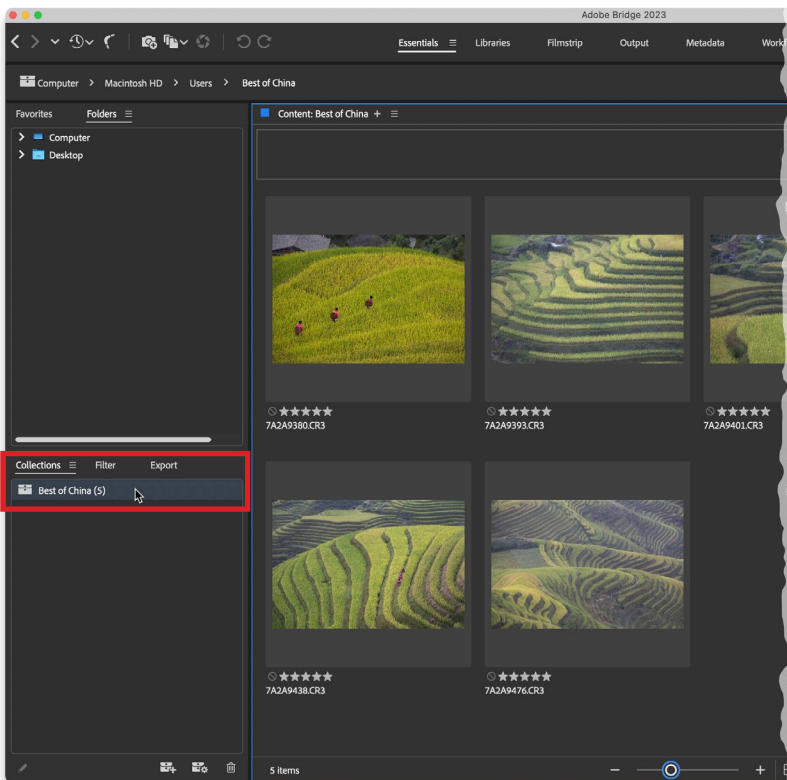 Adobe Bridge 2023
Essentials Libraries Filmstrip Output Metadata
Computer > Macintosh HD > Users > Best of China
Favorites Folders
Computer
Desktop
Content: Best of China +
7A2A9380.CR3 7A2A9393.CR3 7A2A9401.CR3
Collections Filter Export
Best of China (5)
7A2A9438.CR3 7A2A9476.CR3
5 items